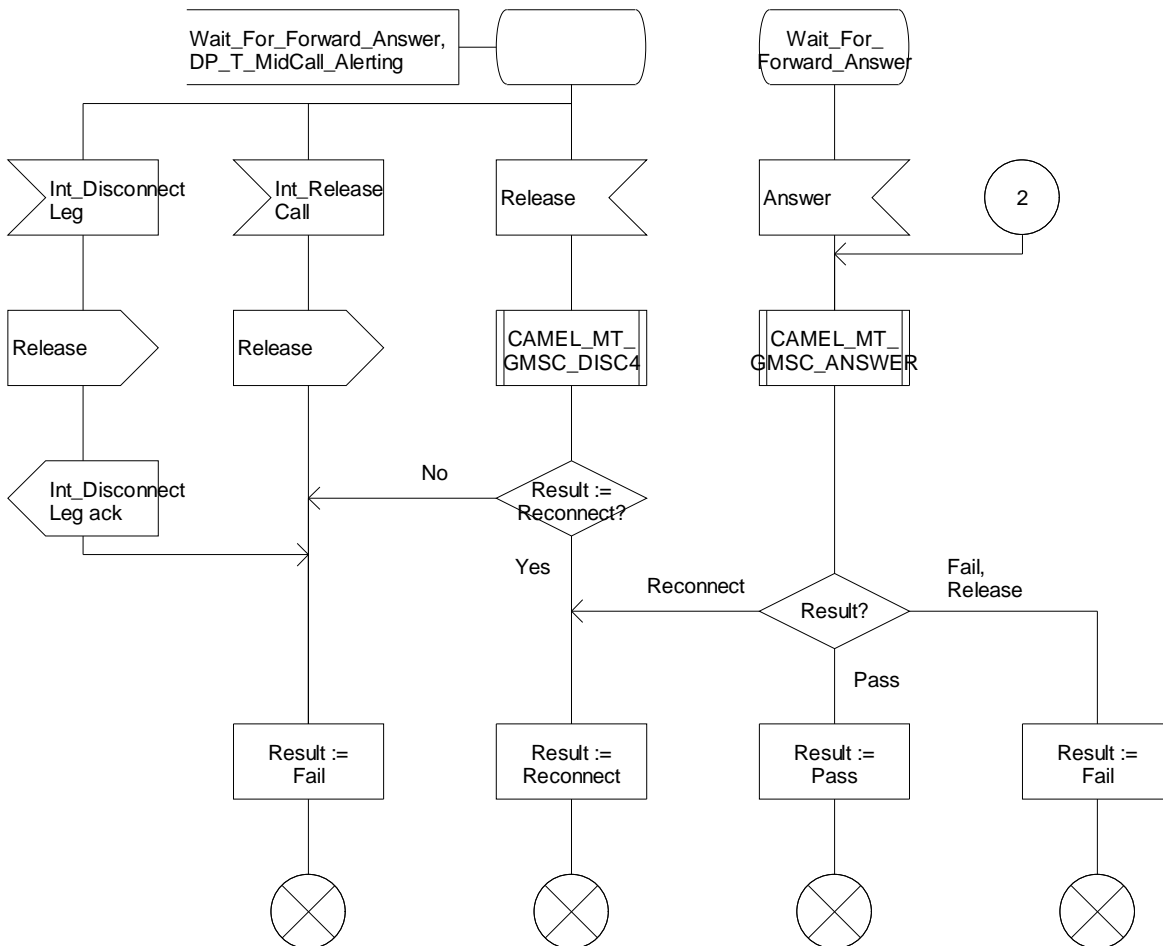 Wait_For_Forward_Answer,
DP_T_MidCall_Alerting
Wait_For_
Forward_Answer
Int_Disconnect
Leg
Int_Release
Call
Release
Answer
2
Release
Release
CAMEL_MT_
GMSC_DISC4
CAMEL_MT_
GMSC_ANSWER
Int_Disconnect
Leg ack
No
Result :=
Reconnect?
Yes
Reconnect
Result?
Fail,
Release
Pass
Result :=
Fail
Result :=
Reconnect
Result :=
Pass
Result :=
Fail